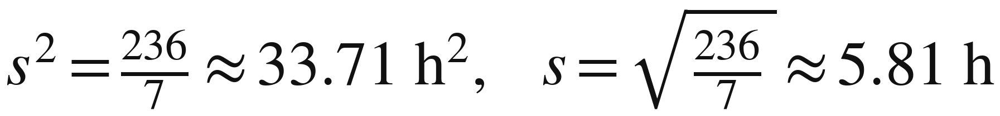 s² = 236/7 ≈ 33.71 h², s = √(236/7) ≈ 5.81 h